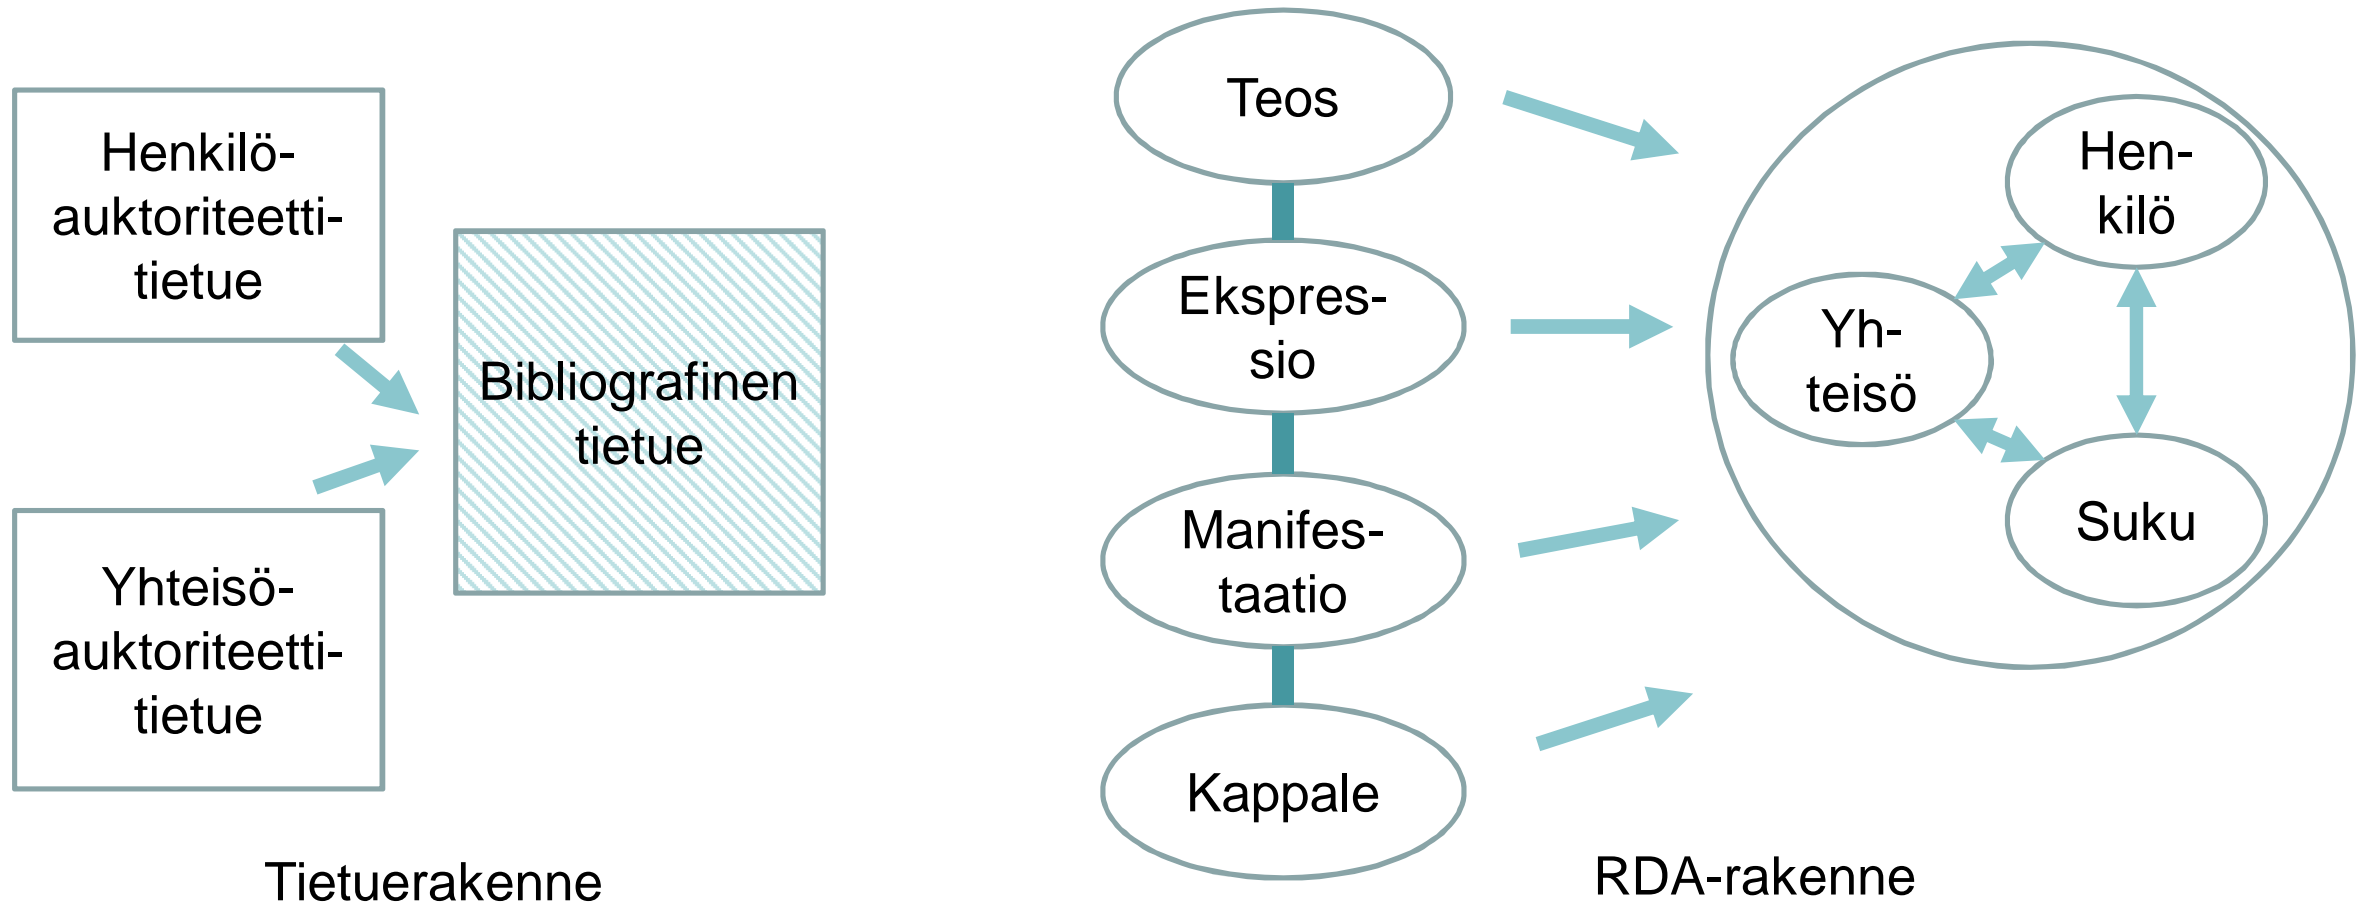 Henkilö-
auktoriteetti-
tietue
Bibliografinen
tietue
Yhteisö-
auktoriteetti-
tietue
Tietuerakenne
Teos
Ekspres-
sio
Manifes-
taatio
Kappale
Hen-
kilö
Yh-
teisö
Suku
RDA-rakenne